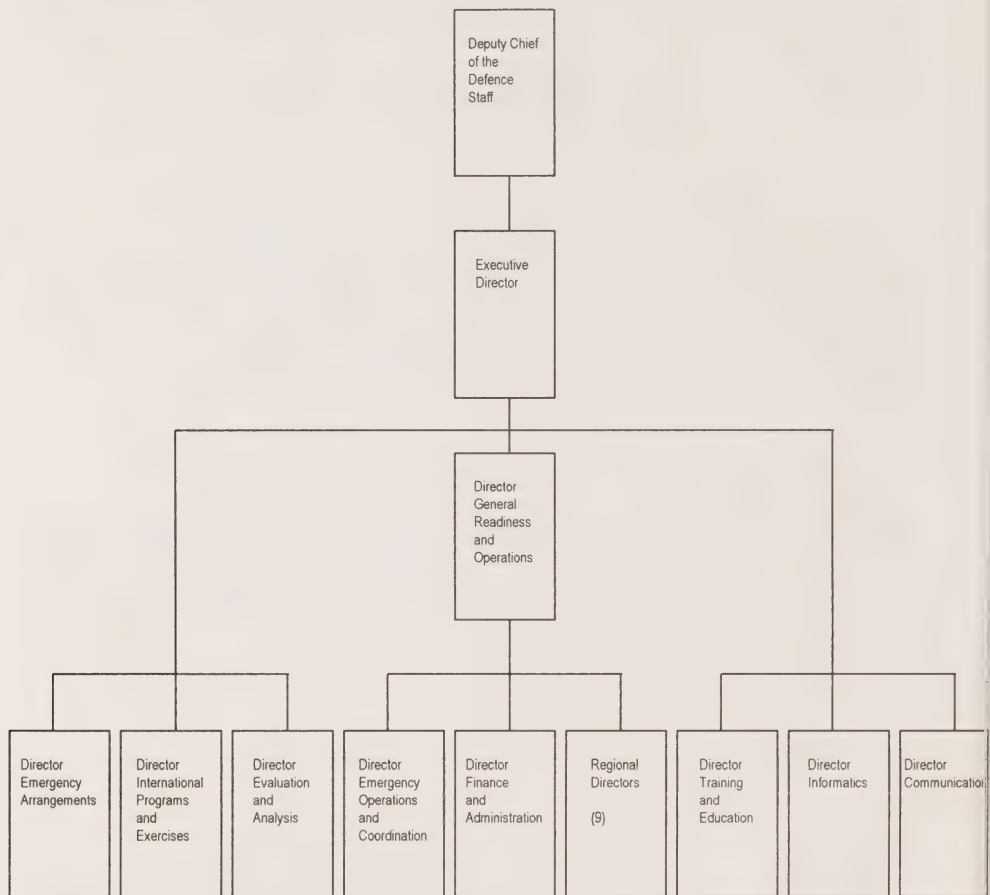 Deputy Chief
of the
Defence
Staff
Executive
Director
Director
General
Readiness
and
Operations
Director
Emergency
Arrangements
Director
International
Programs
and
Exercises
Director
Evaluation
and
Analysis
Director
Emergency
Operations
and
Coordination
Director
Finance
and
Administration
Regional
Directors
(9)
Director
Training
and
Education
Director
Informatics
Director
Communication